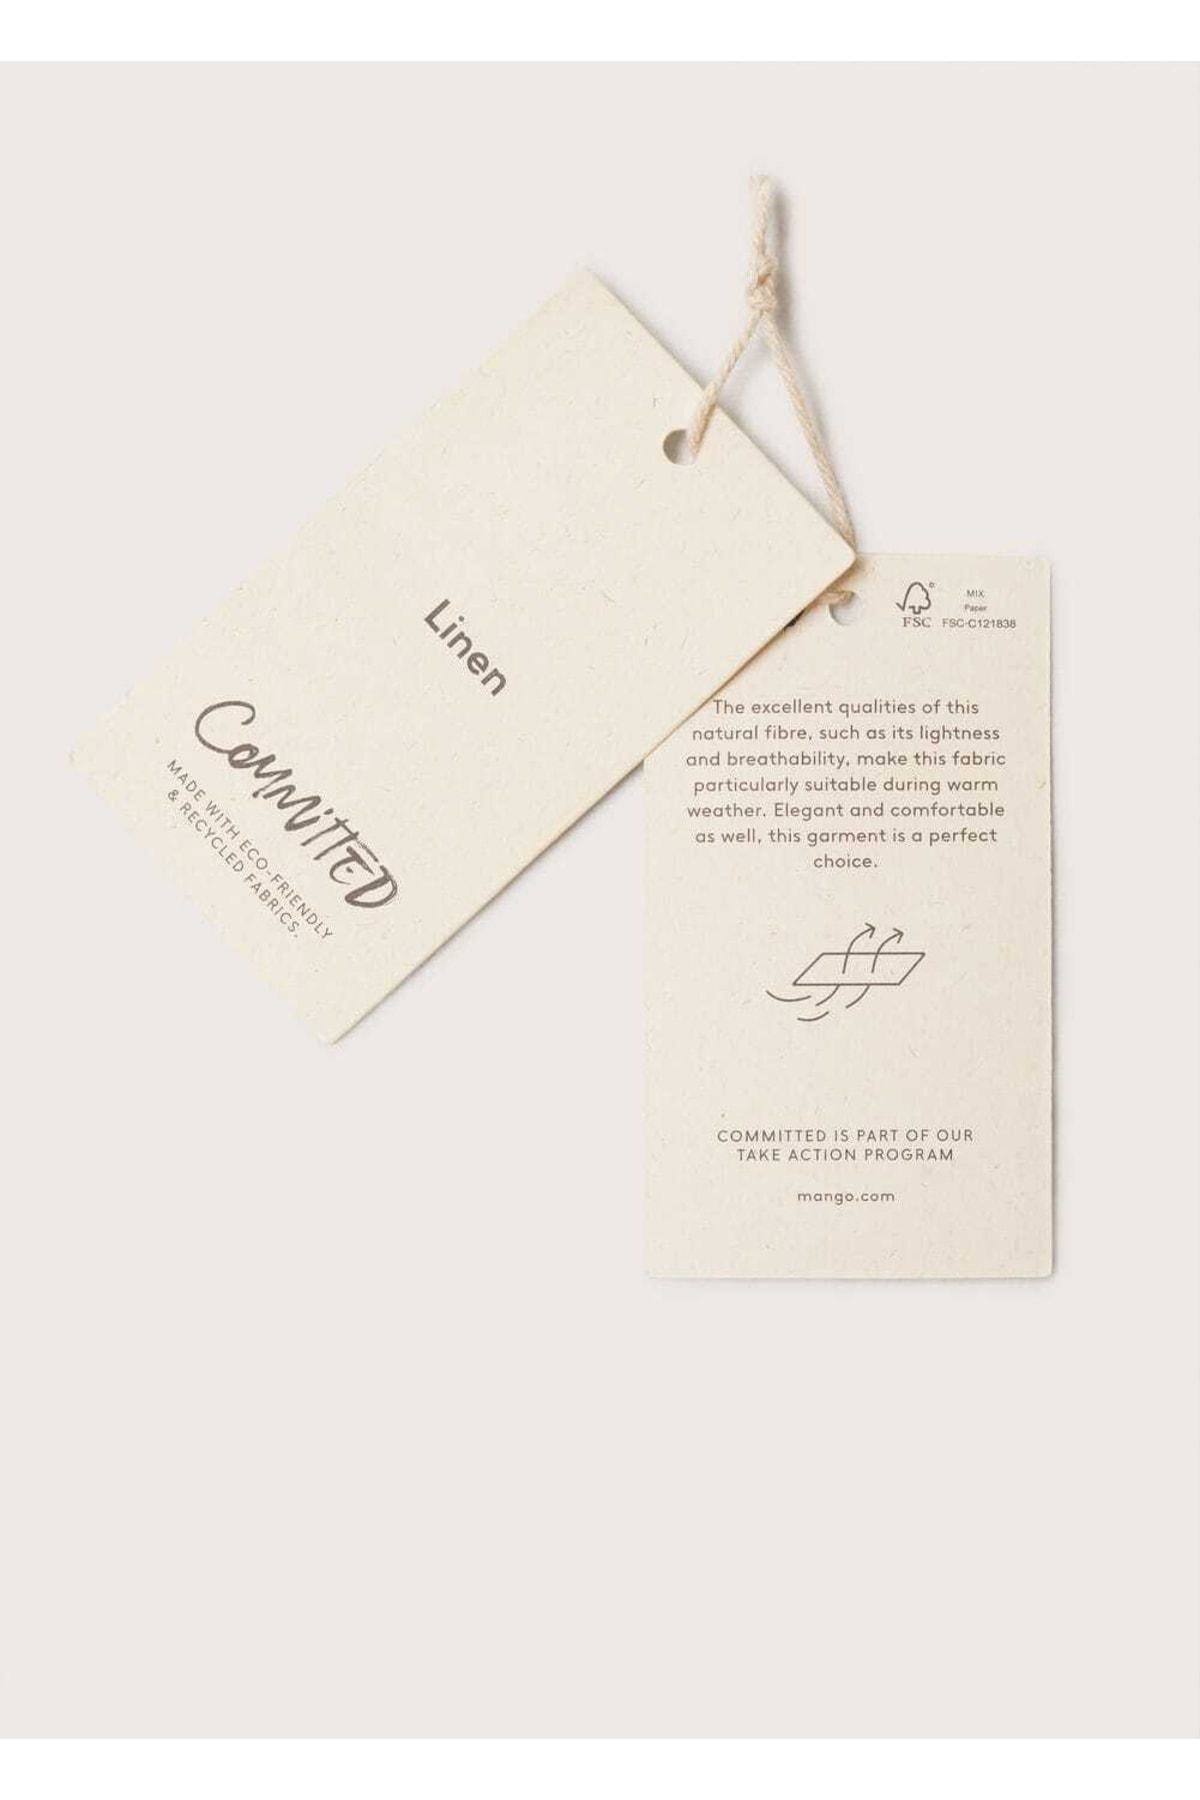 Linen
COMMITTED
MADE WITH ECO-FRIENDLY
& RECYCLED FABRICS.
FSC
MIX
Paper
FSC-C121838
The excellent qualities of this
natural fibre, such as its lightness
and breathability, make this fabric
particularly suitable during warm
weather. Elegant and comfortable
as well, this garment is a perfect
choice.
COMMITTED IS PART OF OUR
TAKE ACTION PROGRAM
mango.com